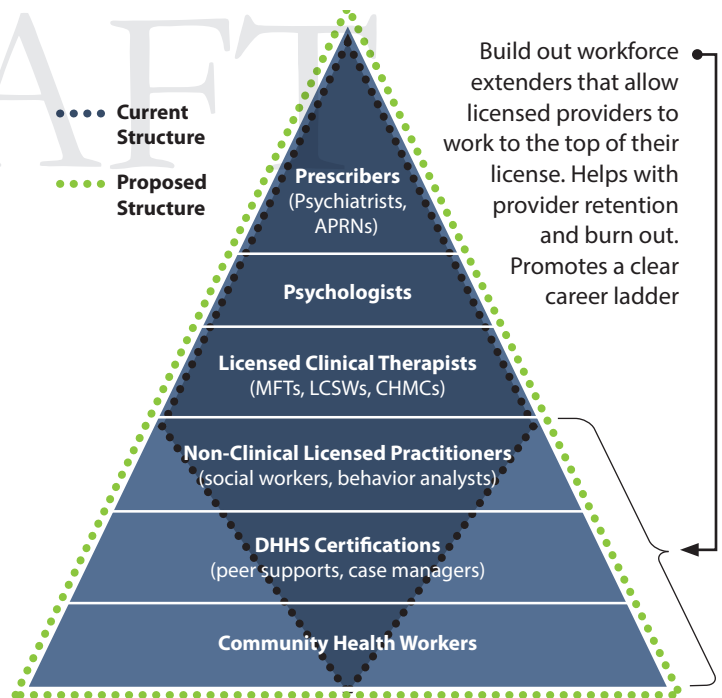 AFT
Current
Structure
Proposed
Structure
Build out workforce
extenders that allow
licensed providers to
work to the top of their
license. Helps with
provider retention
and burn out.
Promotes a clear
career ladder
Prescribers
(Psychiatrists,
APRNs)
Psychologists
Licensed Clinical Therapists
(MFTs, LCSWs, CHMCs)
Non-Clinical Licensed Practitioners
(social workers, behavior analysts)
DHHS Certifications
(peer supports, case managers)
Community Health Workers